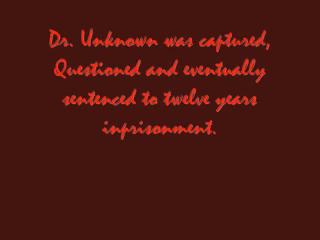 Dr. Unknown was captured,
Questioned and eventually
sentenced to twelve years
inprisonment.